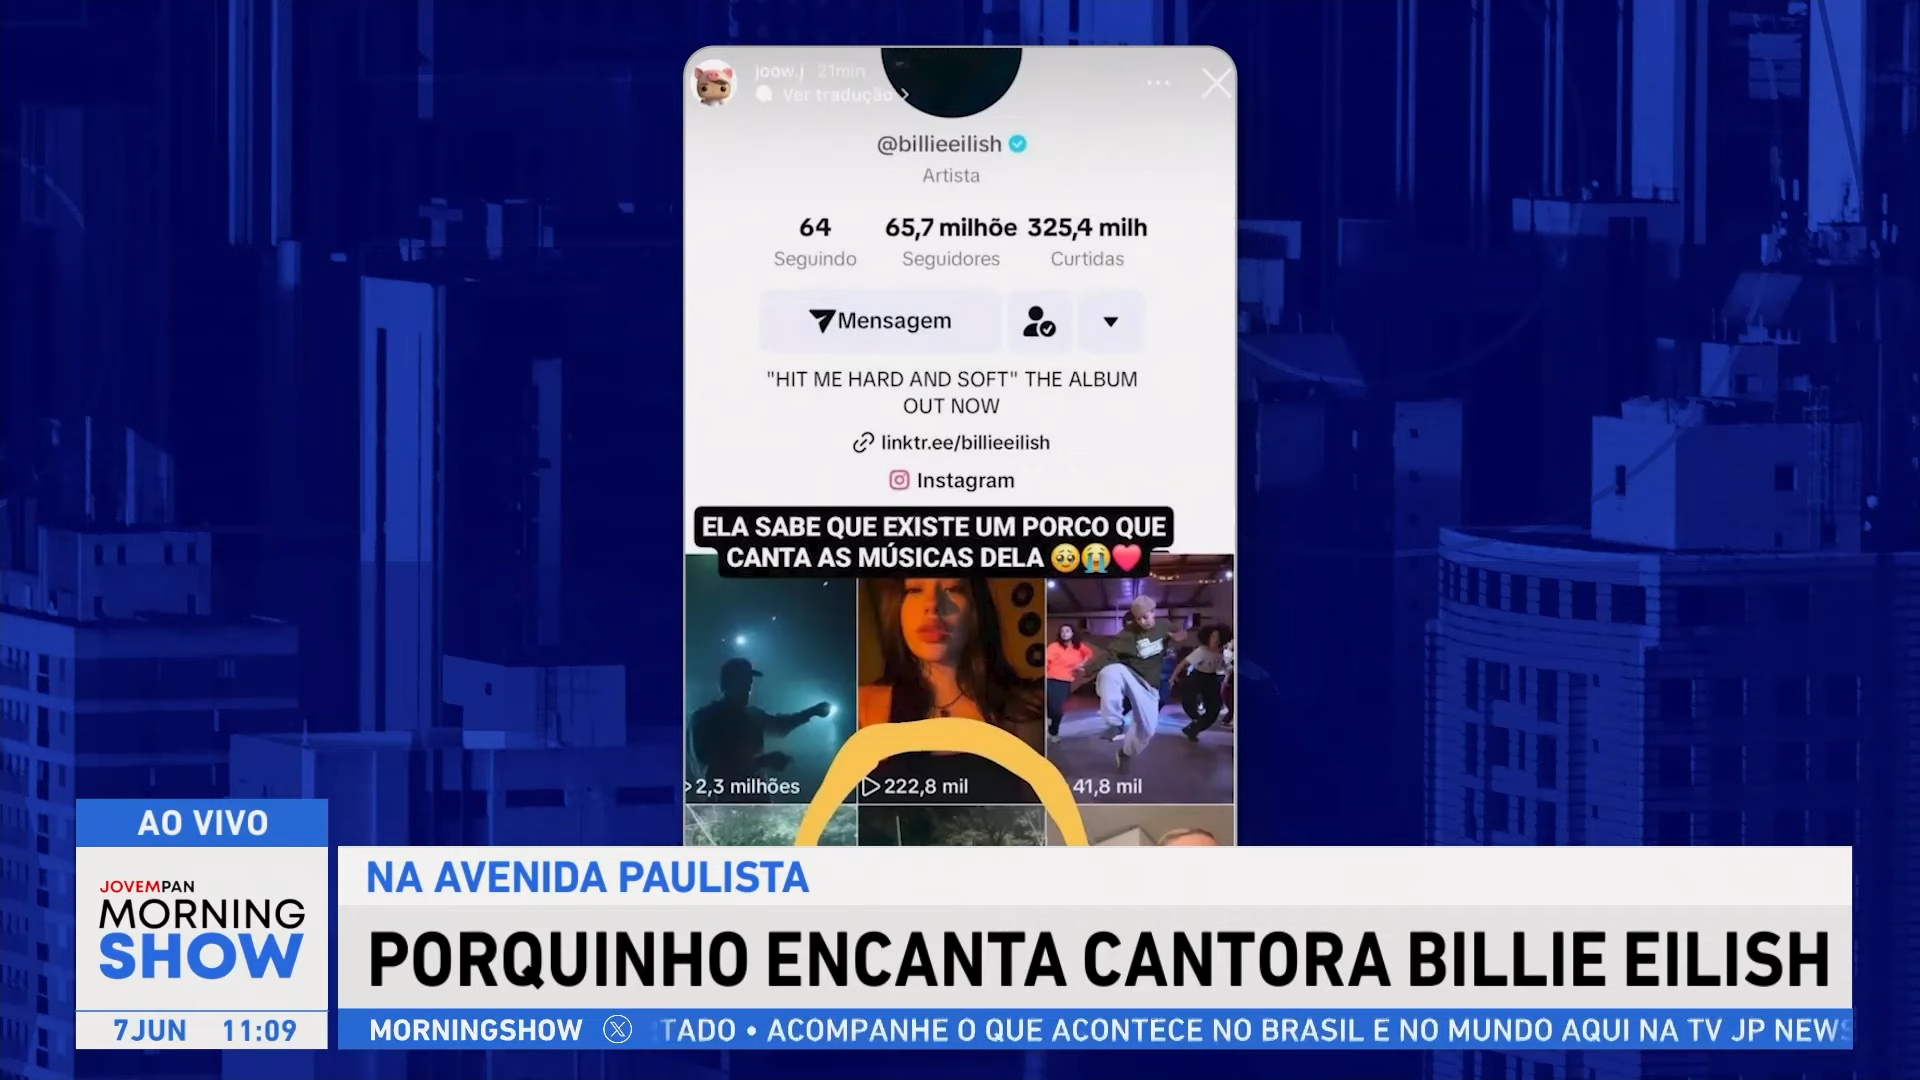 joow.j 21min
Ver tradução >
@billieeilish
Artista
64 65,7 milhõe 325,4 milh
Seguindo Seguidores Curtidas
Mensagem
"HIT ME HARD AND SOFT" THE ALBUM
OUT NOW
linktr.ee/billieeilish
Instagram
ELA SABE QUE EXISTE UM PORCO QUE
CANTA AS MÚSICAS DELA 🥹😭❤️
2,3 milhões 222,8 mil 41,8 mil
AO VIVO
NA AVENIDA PAULISTA
JOVEMPAN
MORNING
SHOW
PORQUINHO ENCANTA CANTORA BILLIE EILISH
7JUN 11:09
MORNINGSHOW X TADO • ACOMPANHE O QUE ACONTECE NO BRASIL E NO MUNDO AQUI NA TV JP NEWS